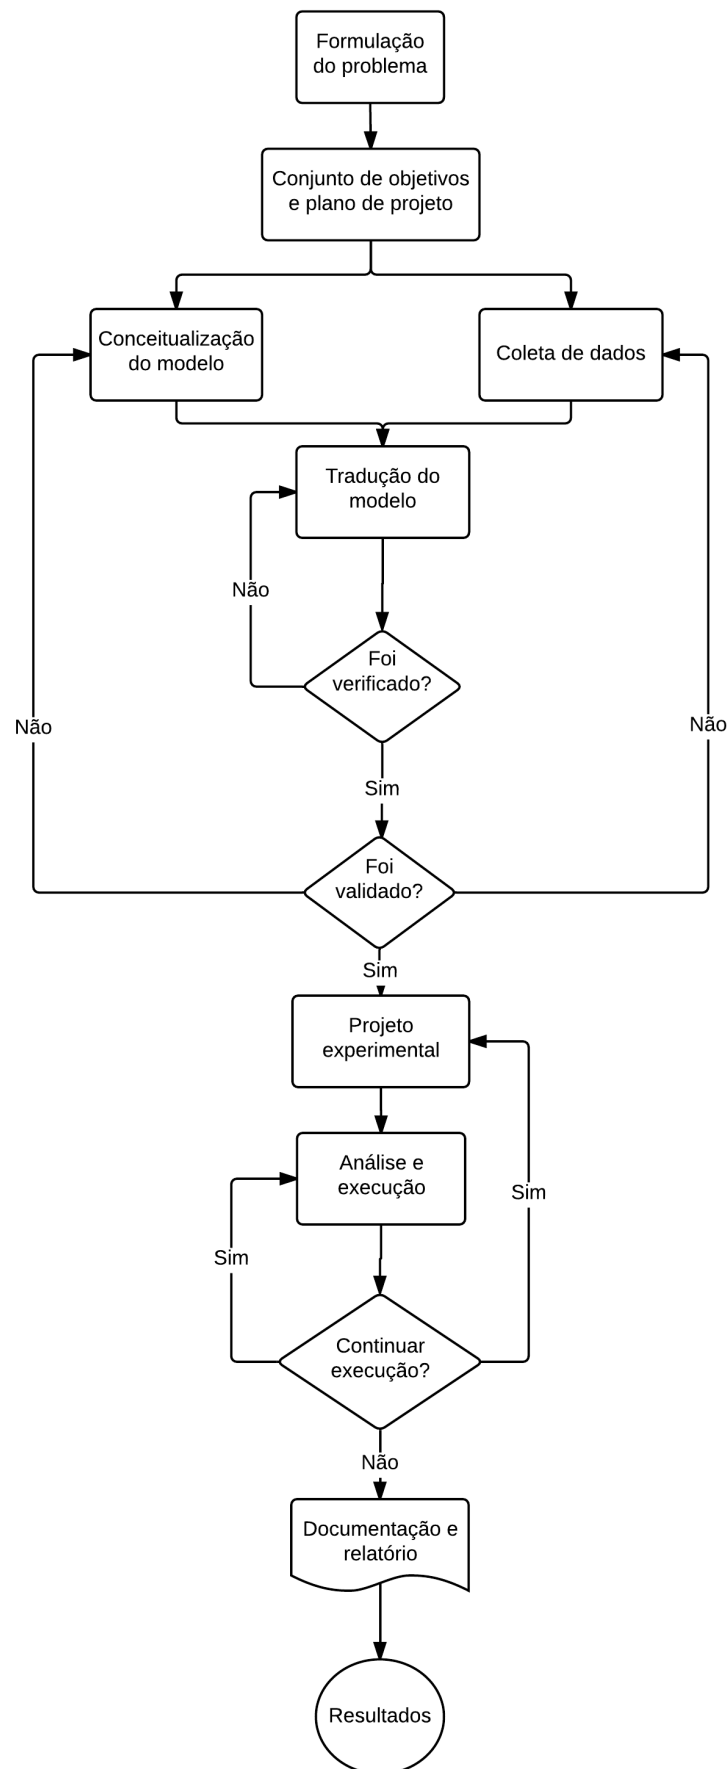 Formulação
do problema
Conjunto de objetivos
e plano de projeto
Conceitualização
do modelo
Coleta de dados
Tradução do
modelo
Não
Foi
verificado?
Não
Não
Sim
Foi
validado?
Sim
Projeto
experimental
Análise e
execução
Sim
Sim
Continuar
execução?
Não
Documentação e
relatório
Resultados